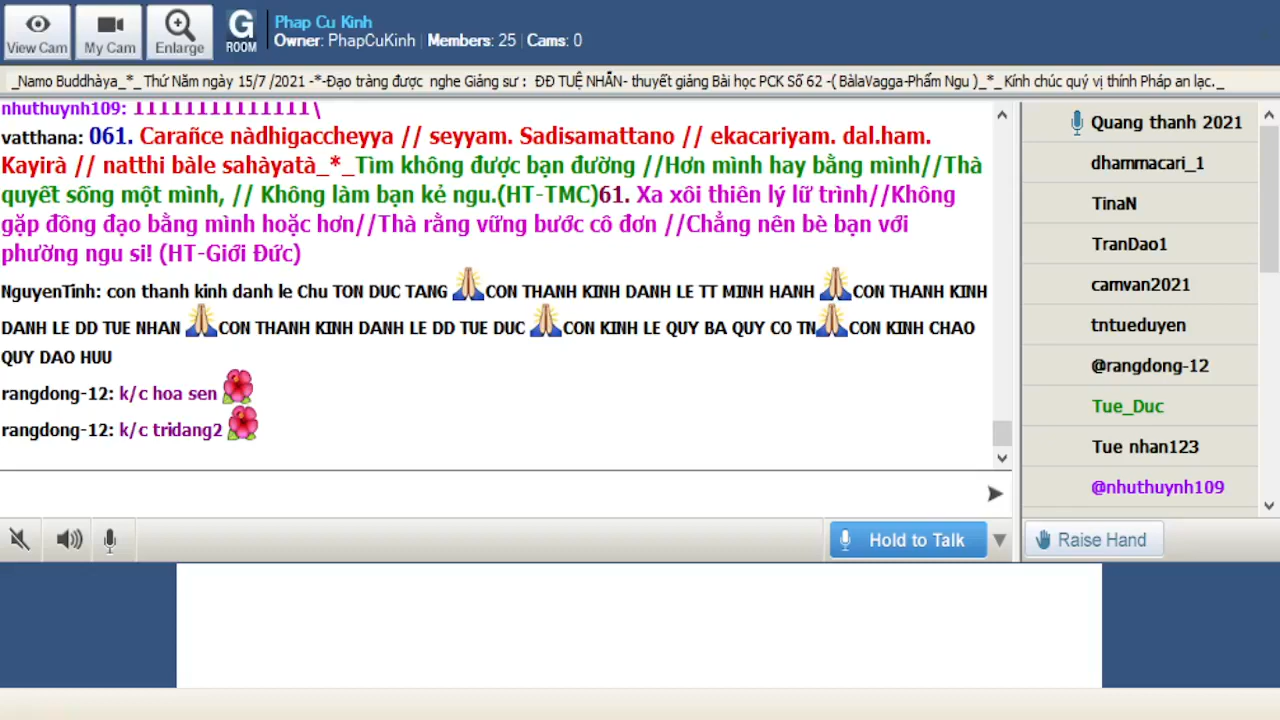 View Cam
My Cam
Enlarge
G
ROOM
Phap Cu Kinh
Owner: PhapCuKinh | Members: 25 | Cams: 0
_Namo Buddhàya_*_ Thứ Năm ngày 15/7 /2021 -*-Đạo tràng được nghe Giảng sư : ĐĐ TUỆ NHẪN- thuyết giảng Bài học PCK Số 62 -( BàlaVagga-Phẩm Ngu )_*_ Kính chúc quý vị thính Pháp an lạc._
nhuthuynh109: 11111111111111\
vatthana: 061. Carañce nàdhigaccheyya // seyyam. Sadisamattano // ekacariyam. dal.ham.
Kayirà // natthi bàle sahàyatà_*_Tìm không được bạn đường //Hơn mình hay bằng mình//Thà
quyết sống một mình, // Không làm bạn kẻ ngu.(HT-TMC)61. Xa xôi thiên lý lữ trình//Không
gặp đồng đạo bằng mình hoặc hơn//Thà rằng vững bước cô đơn //Chẳng nên bè bạn với
phường ngu si! (HT-Giới Đức)
NguyenTinh: con thanh kinh danh le Chu TON DUC TANG 🙏CON THANH KINH DANH LE TT MINH HANH 🙏CON THANH KINH
DANH LE DD TUE NHAN 🙏CON THANH KINH DANH LE DD TUE DUC 🙏CON KINH LE QUY BA QUY CO TN🙏CON KINH CHAO
QUY DAO HUU
rangdong-12: k/c hoa sen 🌺
rangdong-12: k/c tridang2 🌺
Quang thanh 2021
dhammacari_1
TinaN
TranDao1
camvan2021
tntueduyen
@rangdong-12
Tue_Duc
Tue nhan123
@nhuthuynh109
Hold to Talk
Raise Hand